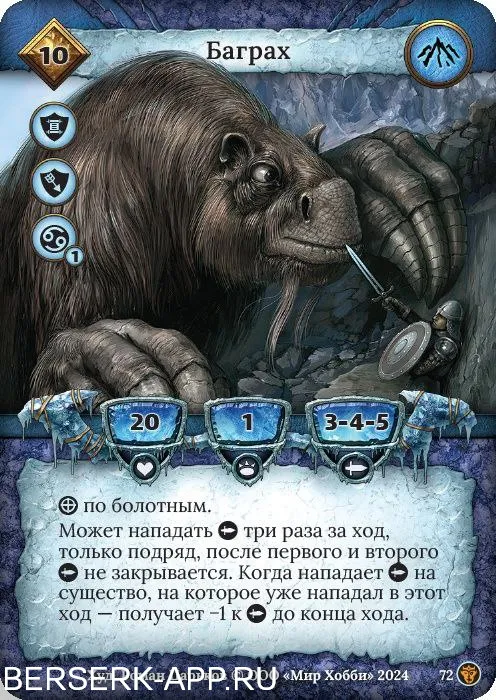 10
Баграх
1
20
1
3-4-5
по болотным.
Может нападать три раза за ход,
только подряд, после первого и второго
не закрывается. Когда нападает на
существо, на которое уже нападал в этот
ход — получает −1 к до конца хода.
ООО «Мир Хобби» 2024
72
BERSERK-APP.RU